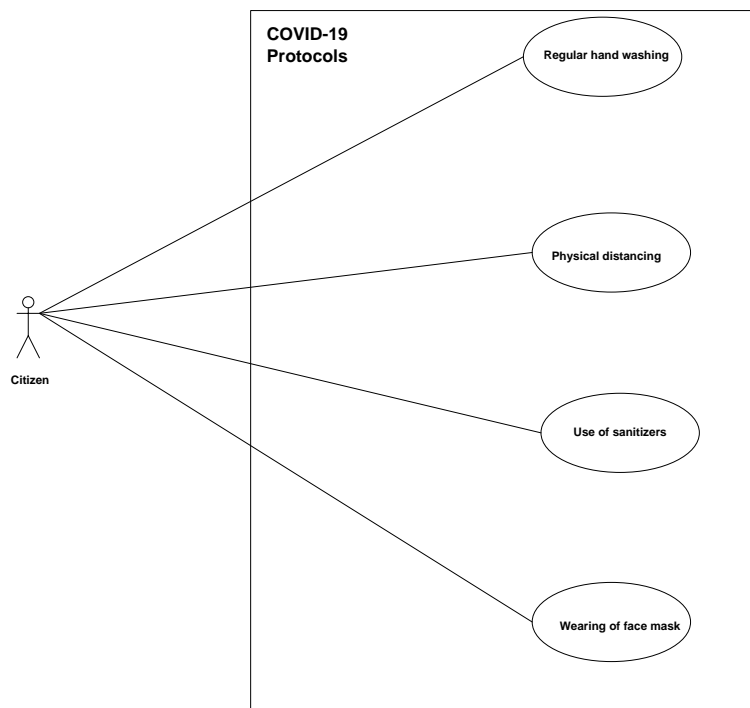 COVID-19
Protocols
Regular hand washing
Physical distancing
Citizen
Use of sanitizers
Wearing of face mask